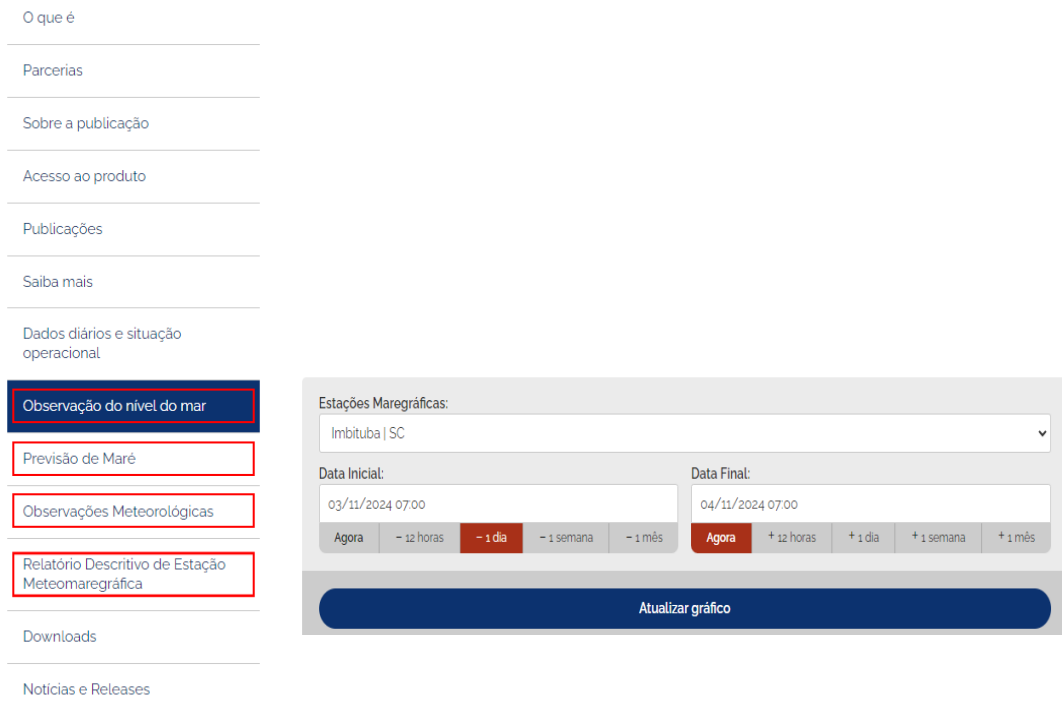 O que é
Parcerias
Sobre a publicação
Acesso ao produto
Publicações
Saiba mais
Dados diários e situação
operacional
Observação do nível do mar
Previsão de Maré
Observações Meteorológicas
Relatório Descritivo de Estação
Meteomaregráfica
Downloads
Notícias e Releases
Estações Maregráficas:
Imbituba | SC
Data Inicial: Data Final:
03/11/2024 07:00 04/11/2024 07:00
Agora - 12 horas - 1 dia - 1 semana - 1 mês Agora + 12 horas + 1 dia + 1 semana + 1 mês
Atualizar gráfico